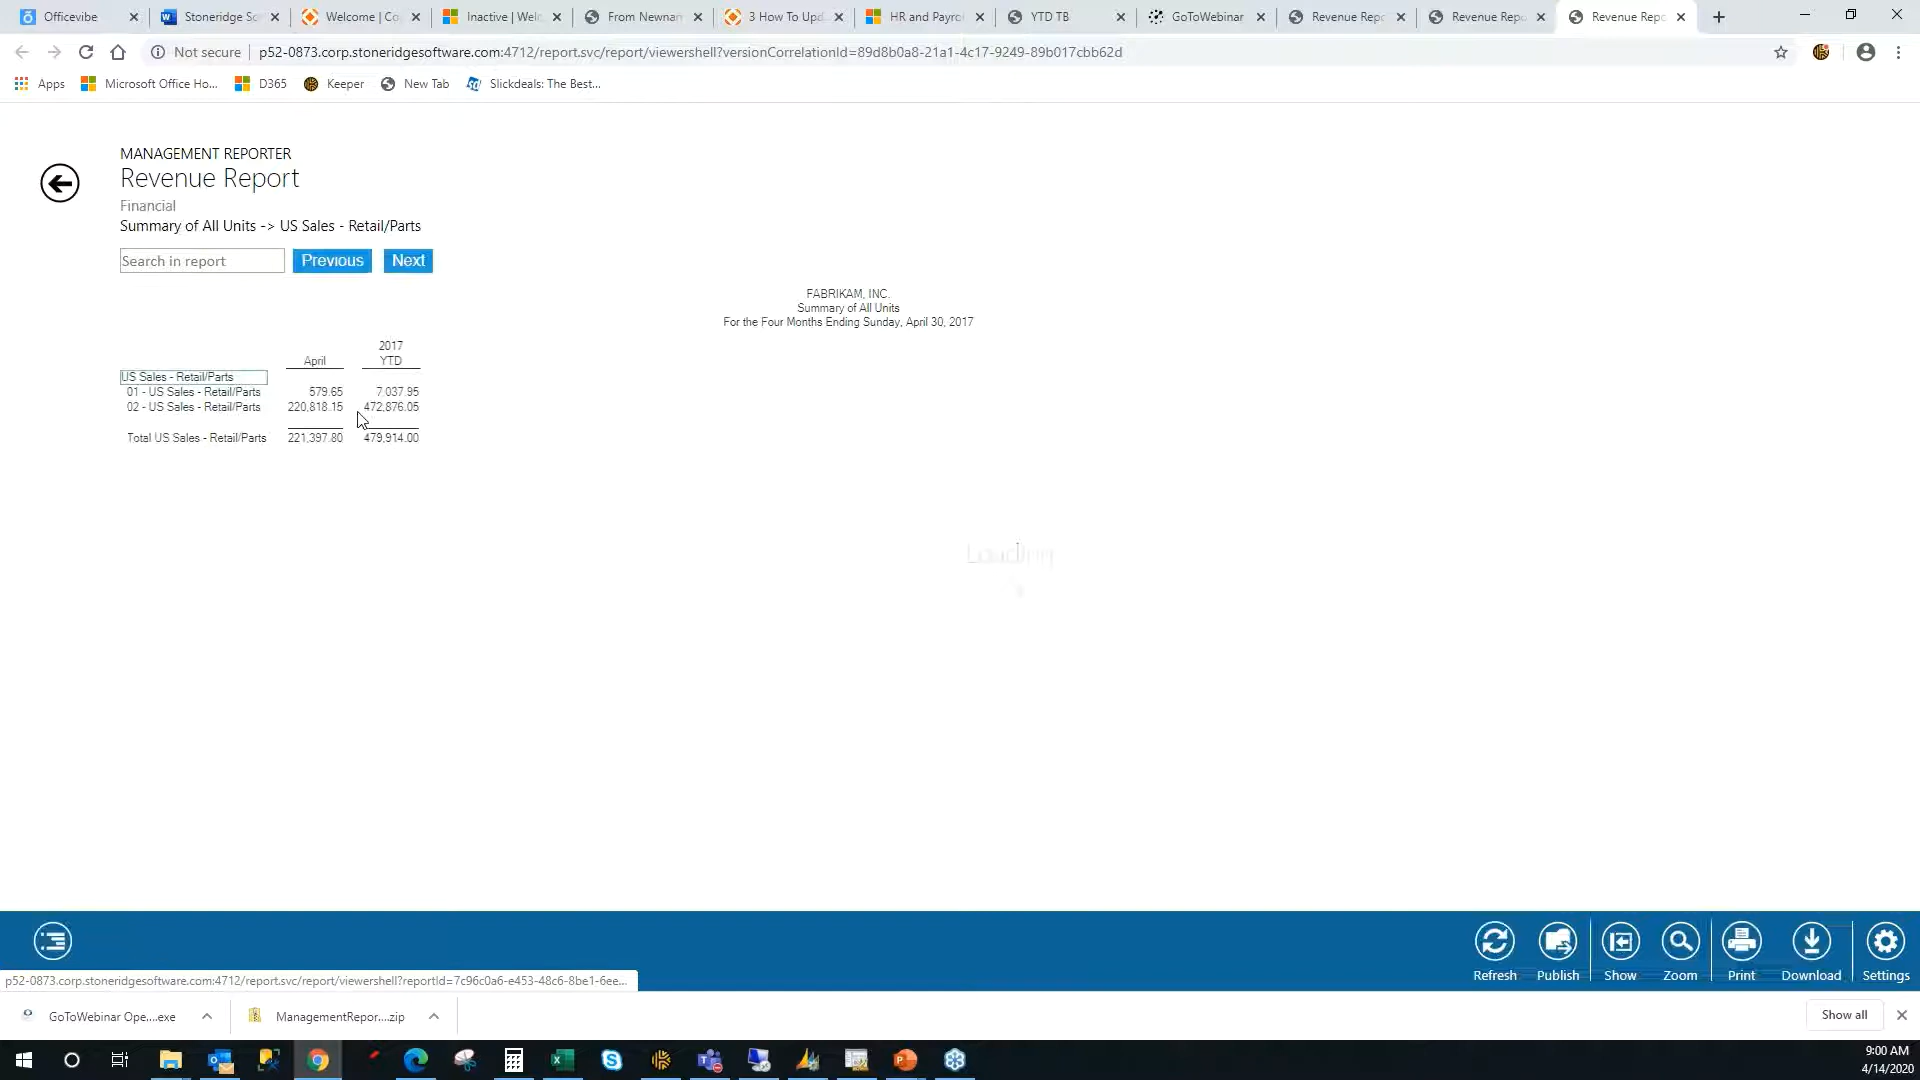 Officevibe
Stoneridge So
Welcome | Co
Inactive | Welc
From Newnam
3 How To Upd
HR and Payro
YTD TB
GoToWebinar
Revenue Repo
Revenue Repo
Revenue Repo
Not secure
p52-0873.corp.stoneridgesoftware.com:4712/report.svc/report/viewershell?versionCorrelationId=89d8b0a8-21a1-4c17-9249-89b017cbb62d
Apps
Microsoft Office Ho...
D365
Keeper
New Tab
Slickdeals: The Best...
MANAGEMENT REPORTER
Revenue Report
Financial
Summary of All Units -> US Sales - Retail/Parts
Search in report
Previous
Next
FABRIKAM, INC.
Summary of All Units
For the Four Months Ending Sunday, April 30, 2017
2017
April YTD
US Sales - Retail/Parts
01 - US Sales - Retail/Parts 579.65 7,037.95
02 - US Sales - Retail/Parts 220,818.15 472,876.05
Total US Sales - Retail/Parts 221,397.80 479,914.00
Loading
Refresh
Publish
Show
Zoom
Print
Download
Settings
p52-0873.corp.stoneridgesoftware.com:4712/report.svc/report/viewershell?reportId=7c96c0a6-e453-48c6-8be1-6ee...
GoToWebinar Ope....exe
ManagementRepor....zip
Show all
9:00 AM
4/14/2020